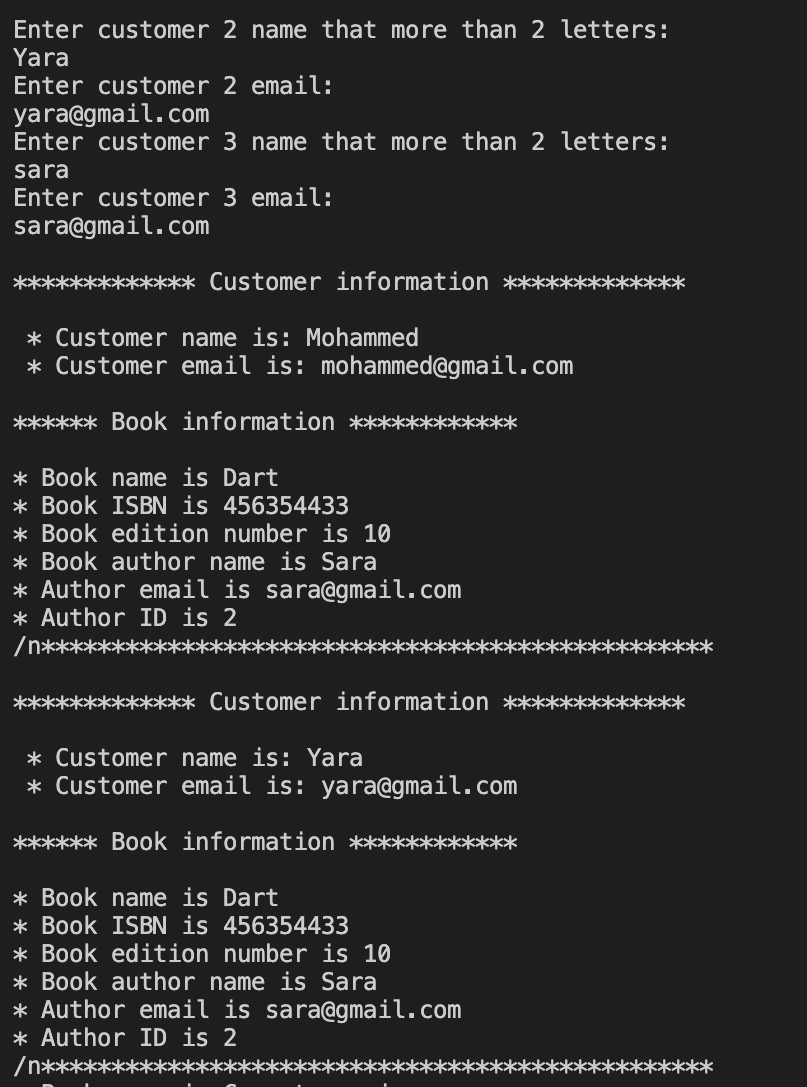 Enter customer 2 name that more than 2 letters:
Yara
Enter customer 2 email:
yara@gmail.com
Enter customer 3 name that more than 2 letters:
sara
Enter customer 3 email:
sara@gmail.com
************* Customer information *************
* Customer name is: Mohammed
* Customer email is: mohammed@gmail.com
****** Book information ************
* Book name is Dart
* Book ISBN is 456354433
* Book edition number is 10
* Book author name is Sara
* Author email is sara@gmail.com
* Author ID is 2
/n************************************************
************* Customer information *************
* Customer name is: Yara
* Customer email is: yara@gmail.com
****** Book information ************
* Book name is Dart
* Book ISBN is 456354433
* Book edition number is 10
* Book author name is Sara
* Author email is sara@gmail.com
* Author ID is 2
/n************************************************